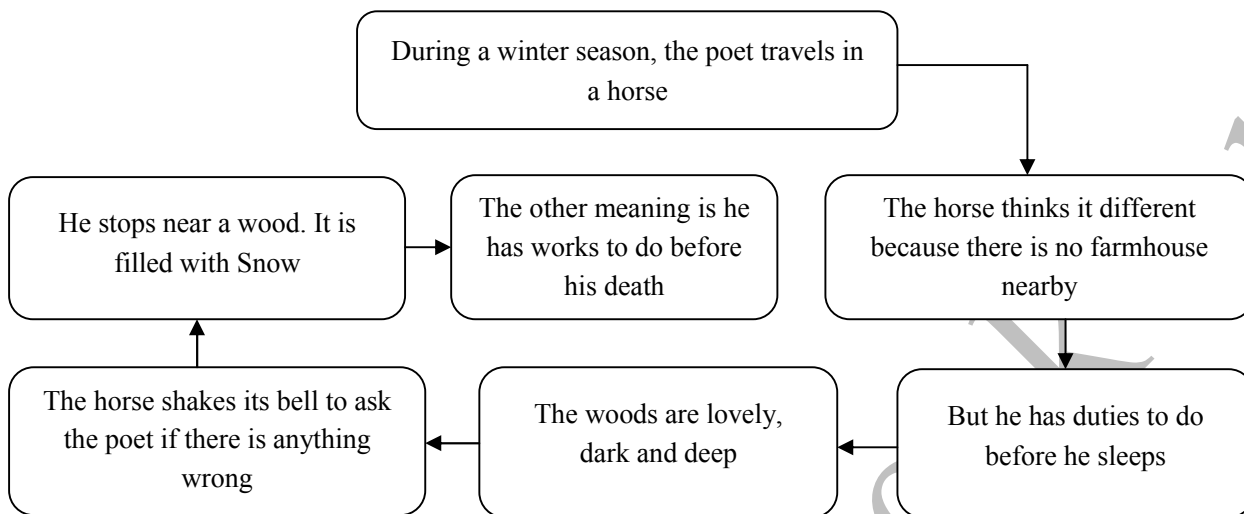 During a winter season, the poet travels in
a horse
He stops near a wood. It is
filled with Snow
The other meaning is he
has works to do before
his death
The horse thinks it different
because there is no farmhouse
nearby
The horse shakes its bell to ask
the poet if there is anything
wrong
The woods are lovely,
dark and deep
But he has duties to do
before he sleeps